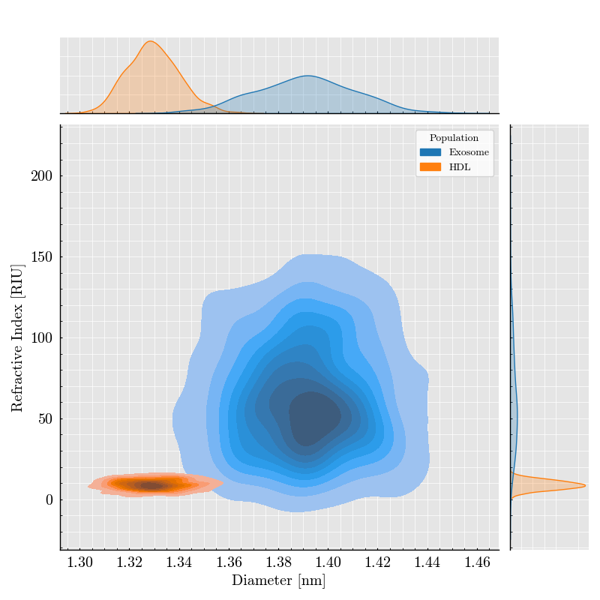 Population
Exosome
HDL
200
150
100
50
0
Refractive Index [RIU]
1.30 1.32 1.34 1.36 1.38 1.40 1.42 1.44 1.46
Diameter [nm]